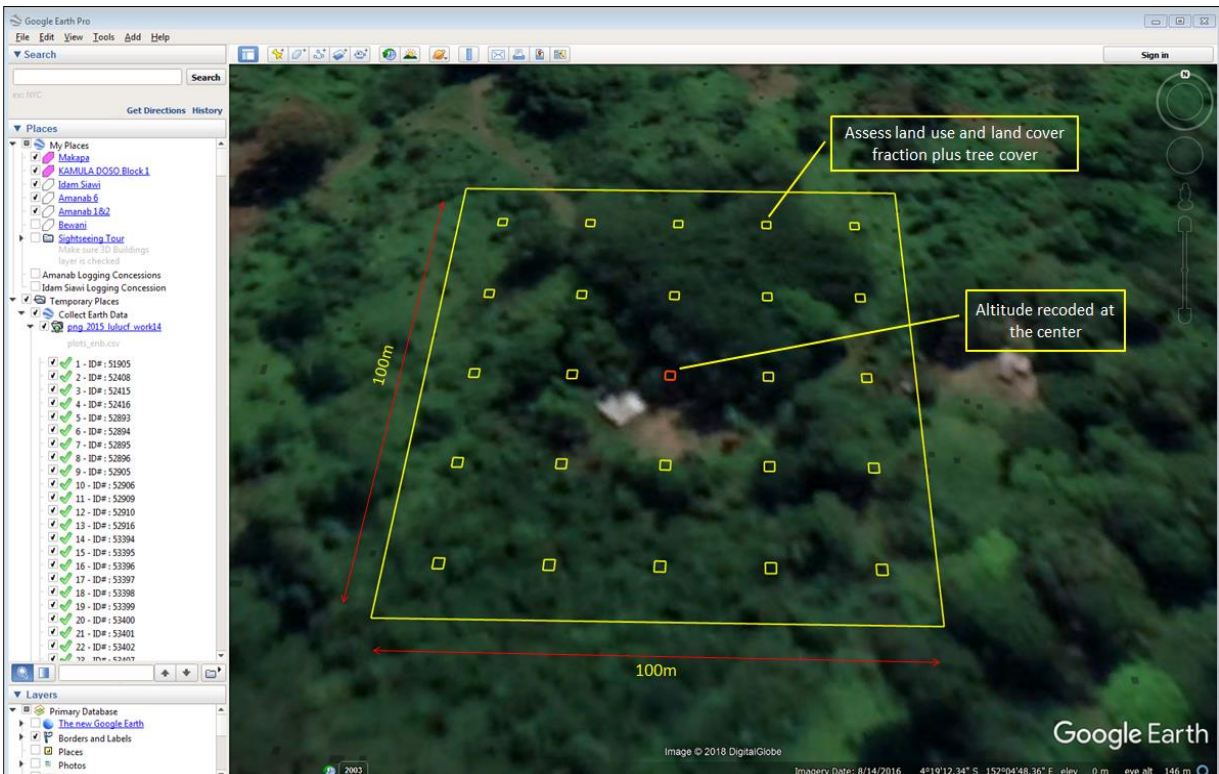 Google Earth Pro
File Edit View Tools Add Help
▼ Search
Search
ex: NYC
Get Directions History
▼ Places
My Places
Makapa
KAMULA DOSO Block 1
Idam Siawi
Amanab 6
Amanab 1&2
Bewani
Sightseeing Tour
Make sure 3D Buildings
layer is checked
Amanab Logging Concessions
Idam Siawi Logging Concession
Temporary Places
Collect Earth Data
png_2015_lulucf_work14
plots_enb.csv
1 - ID# : 51905
2 - ID# : 52408
3 - ID# : 52415
4 - ID# : 52416
5 - ID# : 52893
6 - ID# : 52894
7 - ID# : 52895
8 - ID# : 52896
9 - ID# : 52905
10 - ID# : 52906
11 - ID# : 52909
12 - ID# : 52910
13 - ID# : 52916
14 - ID# : 53394
15 - ID# : 53395
16 - ID# : 53396
17 - ID# : 53397
18 - ID# : 53398
19 - ID# : 53399
20 - ID# : 53400
21 - ID# : 53401
22 - ID# : 53402
23 - ID# : 53407
▼ Layers
Primary Database
The new Google Earth
Borders and Labels
Places
Photos
Sign in
N
Assess land use and land cover
fraction plus tree cover
Altitude recoded at
the center
100m
100m
Google Earth
Image © 2018 DigitalGlobe
2003
Imagery Date: 8/14/2016 4°19'12.34" S 152°04'48.36" E elev 0 m eye alt 146 m